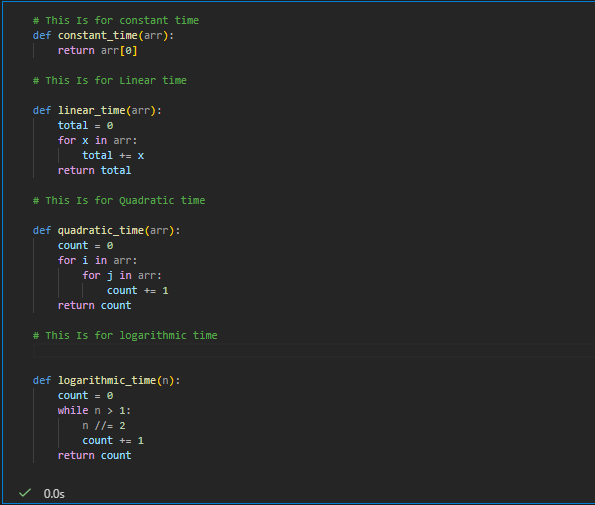 # This Is for constant time
def constant_time(arr):
    return arr[0]
# This Is for Linear time
def linear_time(arr):
    total = 0
    for x in arr:
        total += x
    return total
# This Is for Quadratic time
def quadratic_time(arr):
    count = 0
    for i in arr:
        for j in arr:
            count += 1
    return count
# This Is for logarithmic time
def logarithmic_time(n):
    count = 0
    while n > 1:
        n //= 2
        count += 1
    return count
0.0s